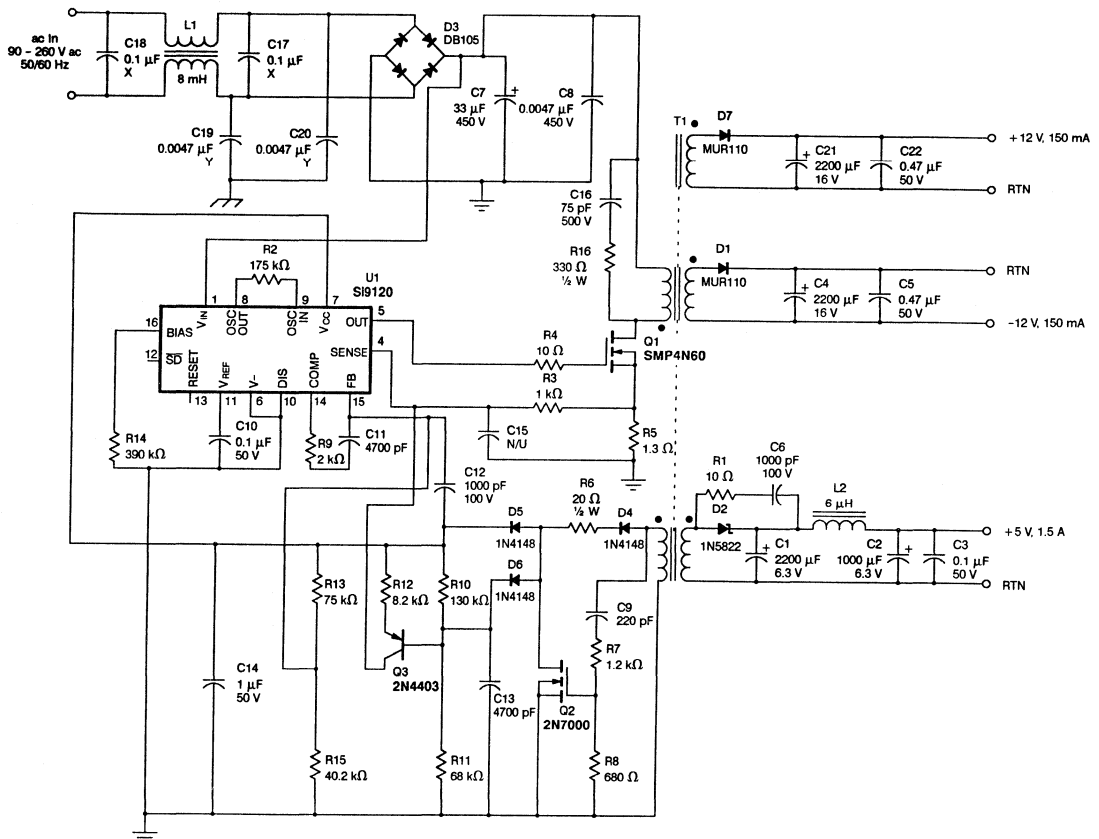 ac in
90 – 260 V ac
50/60 Hz
C18
0.1 µF
X
L1
8 mH
C17
0.1 µF
X
D3
DB105
C7
33 µF
450 V
+
C8
0.0047 µF
450 V
C19
0.0047 µF
Y
C20
0.0047 µF
Y
T1
D7
MUR110
+
C21
2200 µF
16 V
C22
0.47 µF
50 V
+12 V, 150 mA
RTN
C16
75 pF
500 V
R16
330 Ω
½ W
D1
MUR110
+
C4
2200 µF
16 V
C5
0.47 µF
50 V
RTN
–12 V, 150 mA
R2
175 kΩ
U1
SI9120
1
8
9
7
5
4
16
12
13
11
6
10
14
15
VIN
OSC OUT
OSC IN
VCC
OUT
SENSE
BIAS
SD
RESET
VREF
V–
DIS
COMP
FB
R4
10 Ω
R3
1 kΩ
Q1
SMP4N60
R14
390 kΩ
C10
0.1 µF
50 V
R9
2 kΩ
C11
4700 pF
C15
N/U
R5
1.3 Ω
C12
1000 pF
100 V
R6
20 Ω
½ W
D5
1N4148
D4
1N4148
D6
1N4148
R1
10 Ω
C6
1000 pF
100 V
D2
1N5822
L2
6 µH
+
C1
2200 µF
6.3 V
C2
1000 µF
6.3 V
+
C3
0.1 µF
50 V
+5 V, 1.5 A
RTN
R13
75 kΩ
R12
8.2 kΩ
R10
130 kΩ
C9
220 pF
R7
1.2 kΩ
C14
1 µF
50 V
Q3
2N4403
C13
4700 pF
Q2
2N7000
R15
40.2 kΩ
R11
68 kΩ
R8
680 Ω